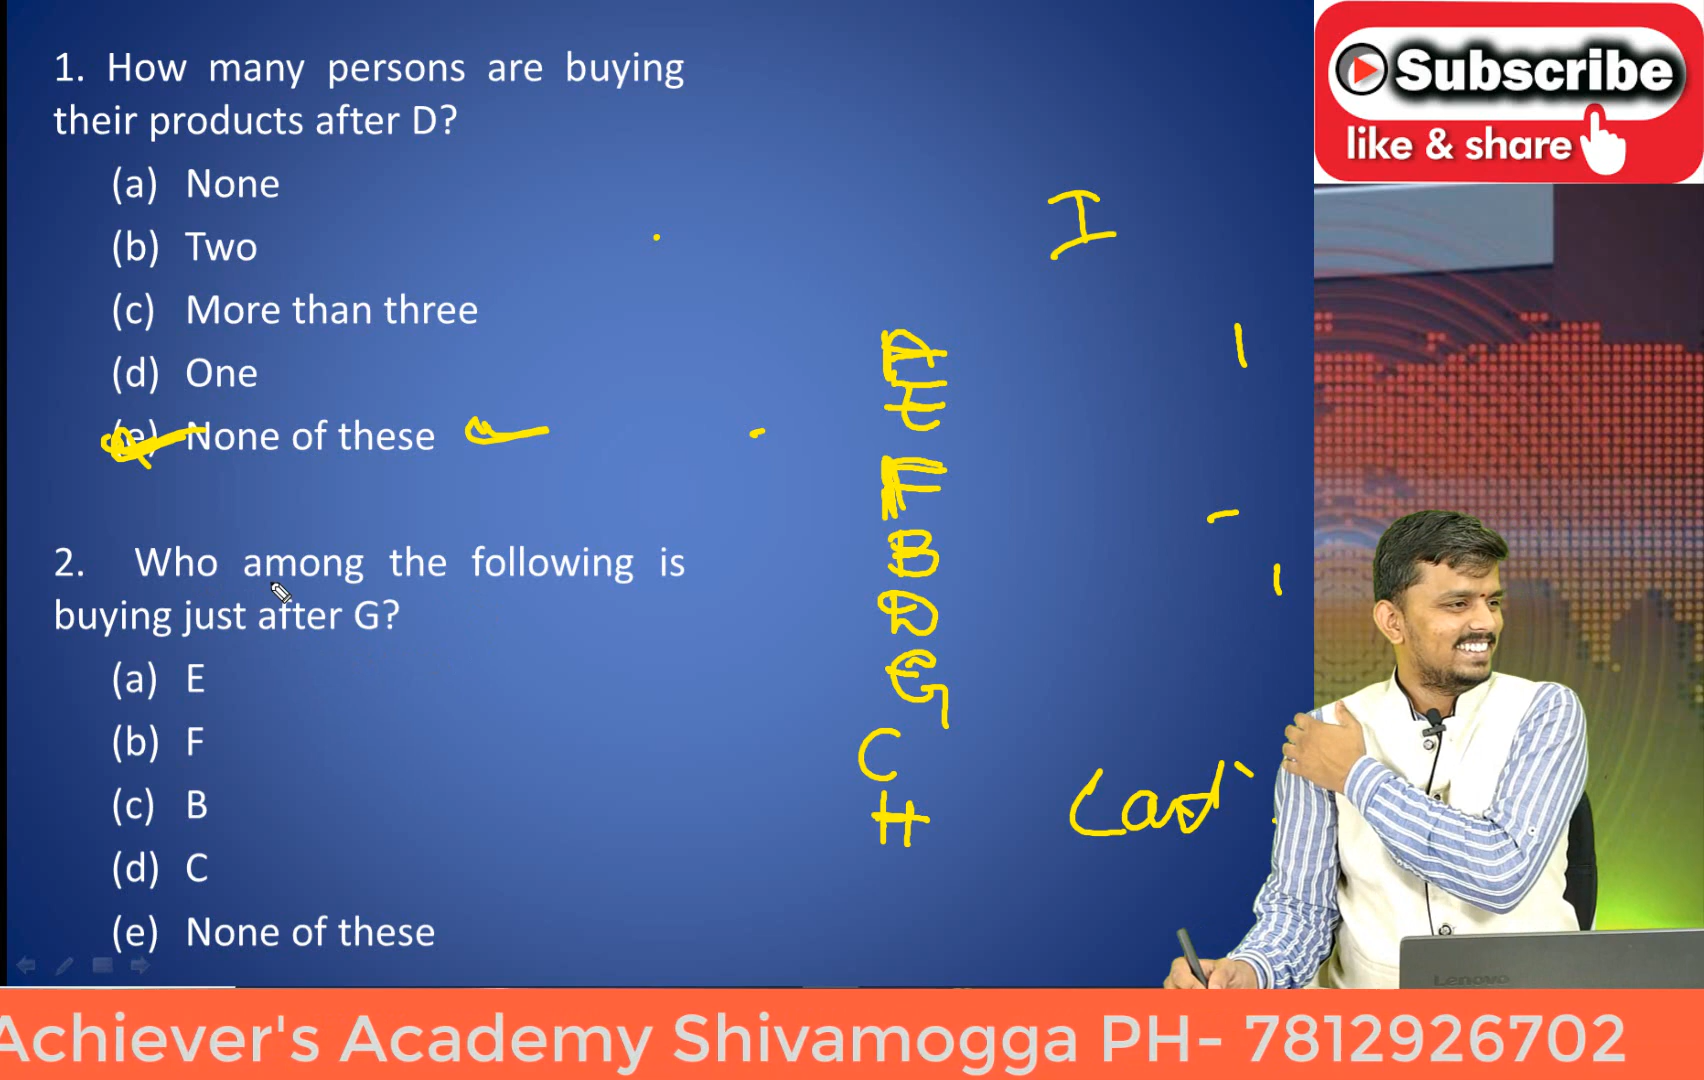 1. How many persons are buying
their products after D?
(a) None
(b) Two
(c) More than three
(d) One
(e) None of these
2. Who among the following is
buying just after G?
(a) E
(b) F
(c) B
(d) C
(e) None of these
I
F
B
D
G
C
H
Last
Subscribe
like & share
Lenovo
Achiever's Academy Shivamogga PH- 7812926702